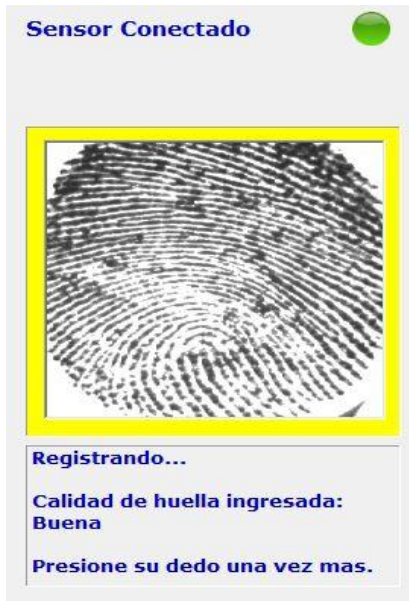 Sensor Conectado
Registrando...
Calidad de huella ingresada:
Buena
Presione su dedo una vez mas.